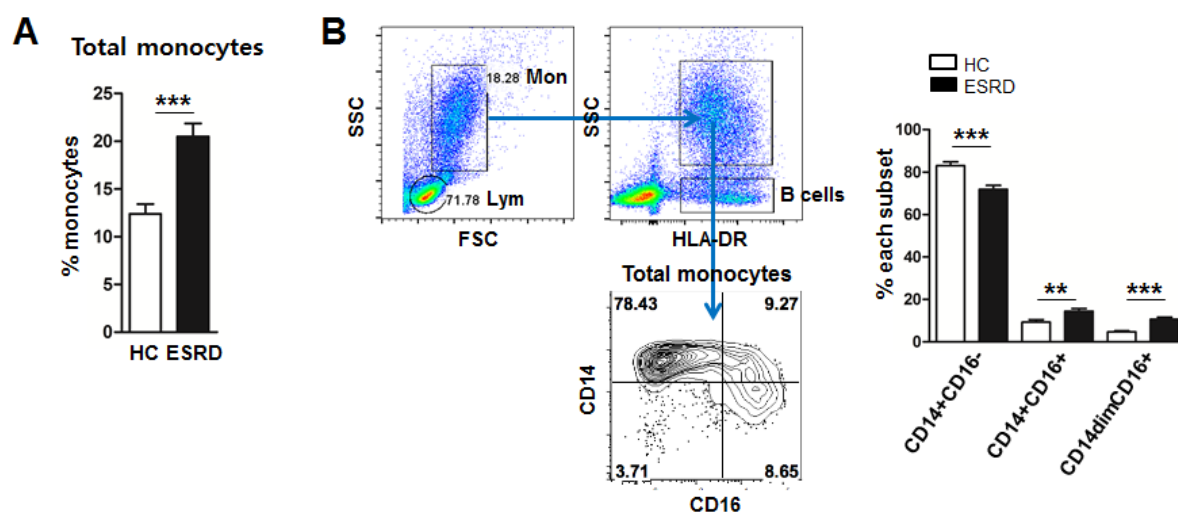 A
Total monocytes
% monocytes
25
20
15
10
5
0
***
HC ESRD
B
SSC
18.28 Mon
71.78 Lym
FSC
SSC
B cells
HLA-DR
Total monocytes
78.43 9.27
CD14
3.71 8.65
CD16
HC
ESRD
% each subset
100
80
60
40
20
0
***
**
***
CD14+CD16-
CD14+CD16+
CD14dimCD16+